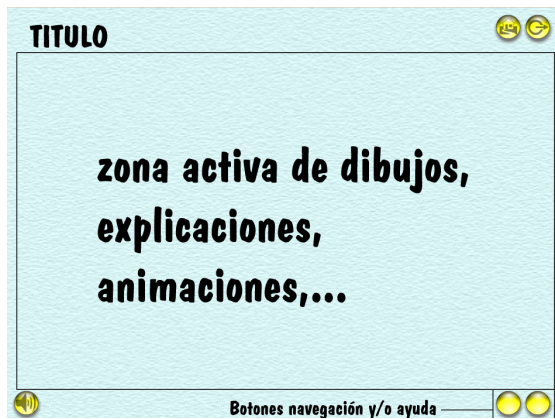 TITULO
zona activa de dibujos,
explicaciones,
animaciones,...
Botones navegación y/o ayuda